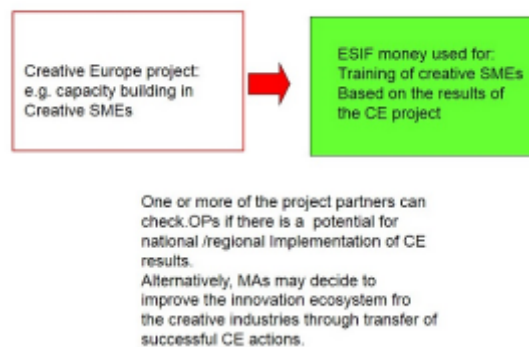 Creative Europe project:
e.g. capacity building in
Creative SMEs
ESIF money used for:
Training of creative SMEs
Based on the results of
the CE project
One or more of the project partners can
check.OPs if there is a potential for
national /regional Implementation of CE
results.
Alternatively, MAs may decide to
improve the innovation ecosystem fro
the creative industries through transfer of
successful CE actions.